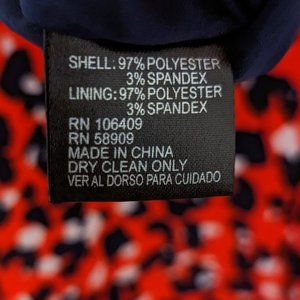 SHELL: 97% POLYESTER
3% SPANDEX
LINING: 97% POLYESTER
3% SPANDEX
RN 106409
RN 58909
MADE IN CHINA
DRY CLEAN ONLY
VER AL DORSO PARA CUIDADO